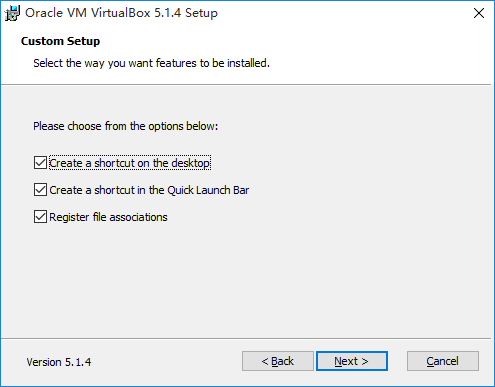 Oracle VM VirtualBox 5.1.4 Setup
Custom Setup
Select the way you want features to be installed.
Please choose from the options below:
Create a shortcut on the desktop
Create a shortcut in the Quick Launch Bar
Register file associations
Version 5.1.4
< Back
Next >
Cancel